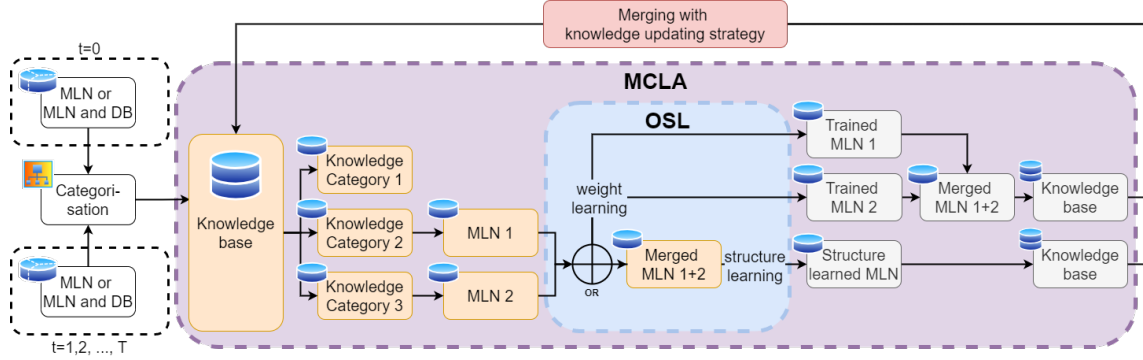 Merging with
knowledge updating strategy
t=0
MLN or
MLN and DB
Categori-
sation
MLN or
MLN and DB
t=1,2, ..., T
MCLA
OSL
Knowledge
base
Knowledge
Category 1
Knowledge
Category 2
Knowledge
Category 3
MLN 1
MLN 2
weight
learning
OR
Merged
MLN 1+2
structure
learning
Trained
MLN 1
Trained
MLN 2
Merged
MLN 1+2
Knowledge
base
Structure
learned MLN
Knowledge
base